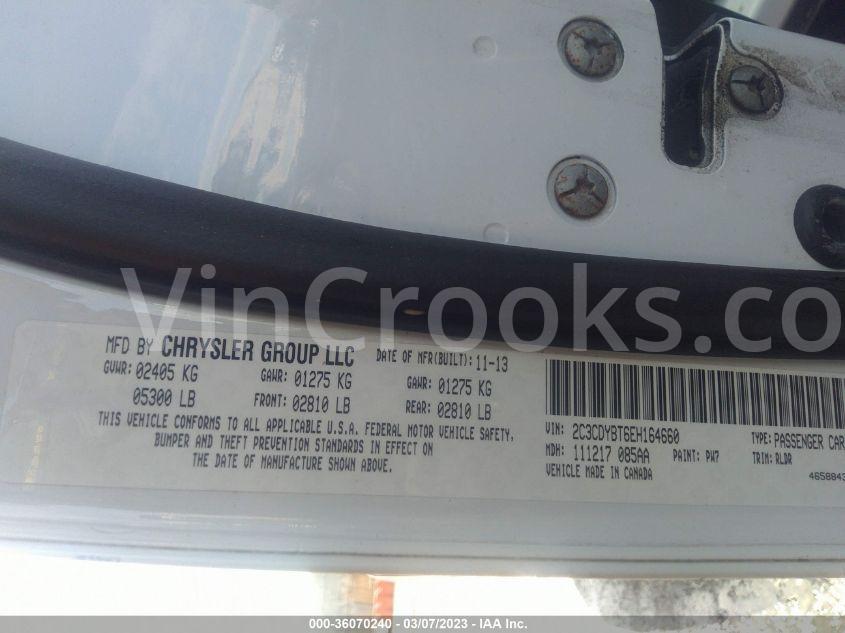 VinCrooks.co
MFD BY CHRYSLER GROUP LLC DATE OF MFR(BUILT): 11-13
GVWR: 02405 KG GAWR: 01275 KG GAWR: 01275 KG
05300 LB FRONT: 02810 LB REAR: 02810 LB
THIS VEHICLE CONFORMS TO ALL APPLICABLE U.S.A. FEDERAL MOTOR VEHICLE SAFETY,
BUMPER AND THEFT PREVENTION STANDARDS IN EFFECT ON
THE DATE OF MANUFACTURE SHOWN ABOVE.
VIN: 2C3CDYBT6EH164660 TYPE: PASSENGER CAR
MDH: 111217 085AA PAINT: PW7 TRIM: RLDR
VEHICLE MADE IN CANADA
4658843
000-36070240 - 03/07/2023 - IAA Inc.